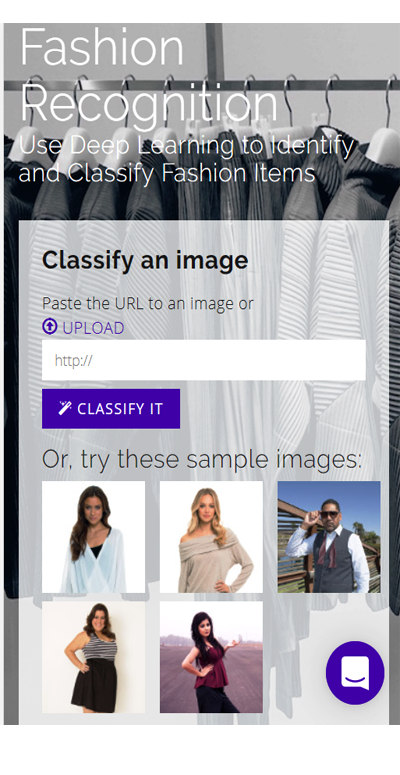 Fashion
Recognition
Use Deep Learning to Identify
and Classify Fashion Items
Classify an image
Paste the URL to an image or
UPLOAD
http://
CLASSIFY IT
Or, try these sample images: